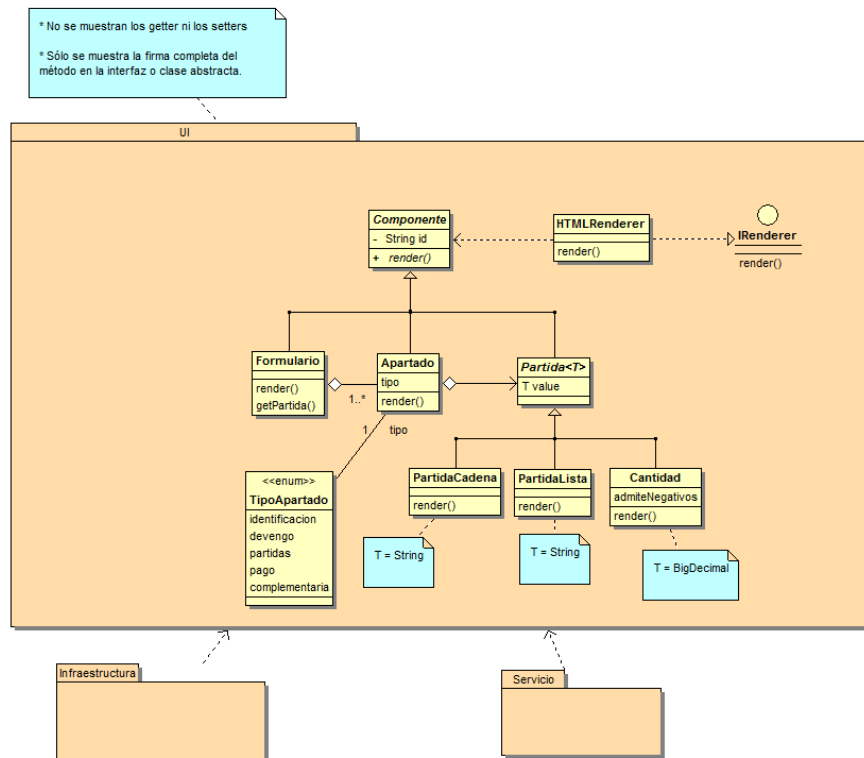 * No se muestran los getter ni los setters
* Sólo se muestra la firma completa del
método en la interfaz o clase abstracta.
UI
Componente
- String id
+ render()
HTMLRenderer
render()
IRenderer
render()
Formulario
render()
getPartida()
1..*
Apartado
tipo
render()
Partida<T>
T value
1
tipo
<<enum>>
TipoApartado
identificacion
devengo
partidas
pago
complementaria
PartidaCadena
render()
PartidaLista
render()
Cantidad
admiteNegativos
render()
T = String
T = String
T = BigDecimal
Infraestructura
Servicio